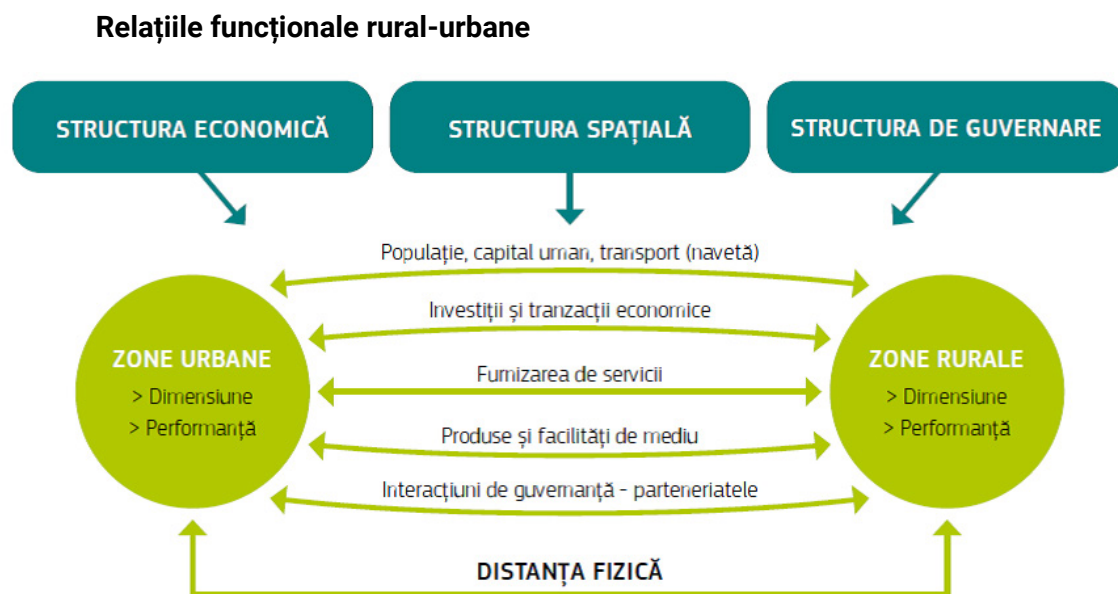 Relațiile funcționale rural-urbane
STRUCTURA ECONOMICĂ
STRUCTURA SPAȚIALĂ
STRUCTURA DE GUVERNARE
Populație, capital uman, transport (navetă)
Investiții și tranzacții economice
ZONE URBANE
> Dimensiune
> Performanță
Furnizarea de servicii
ZONE RURALE
> Dimensiune
> Performanță
Produse și facilități de mediu
Interacțiuni de guvernanță - parteneriatele
DISTANȚA FIZICĂ